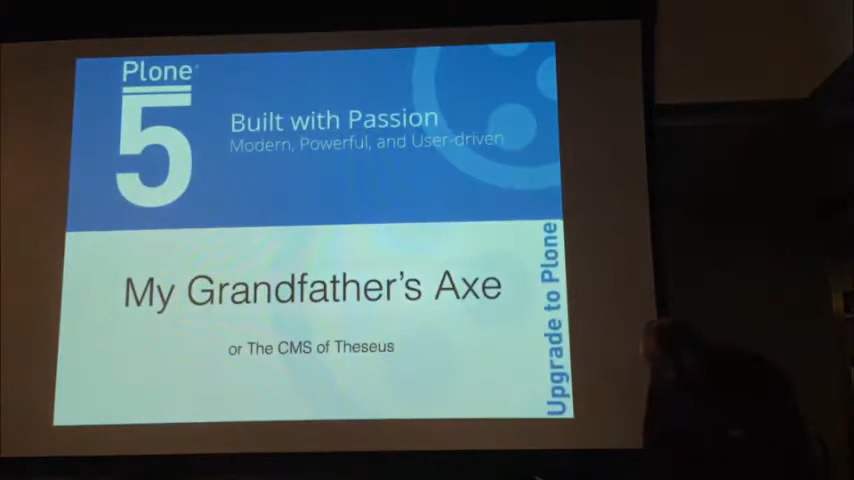 Plone®
5
Built with Passion
Modern, Powerful, and User-driven
My Grandfather's Axe
or The CMS of Theseus
Upgrade to Plone